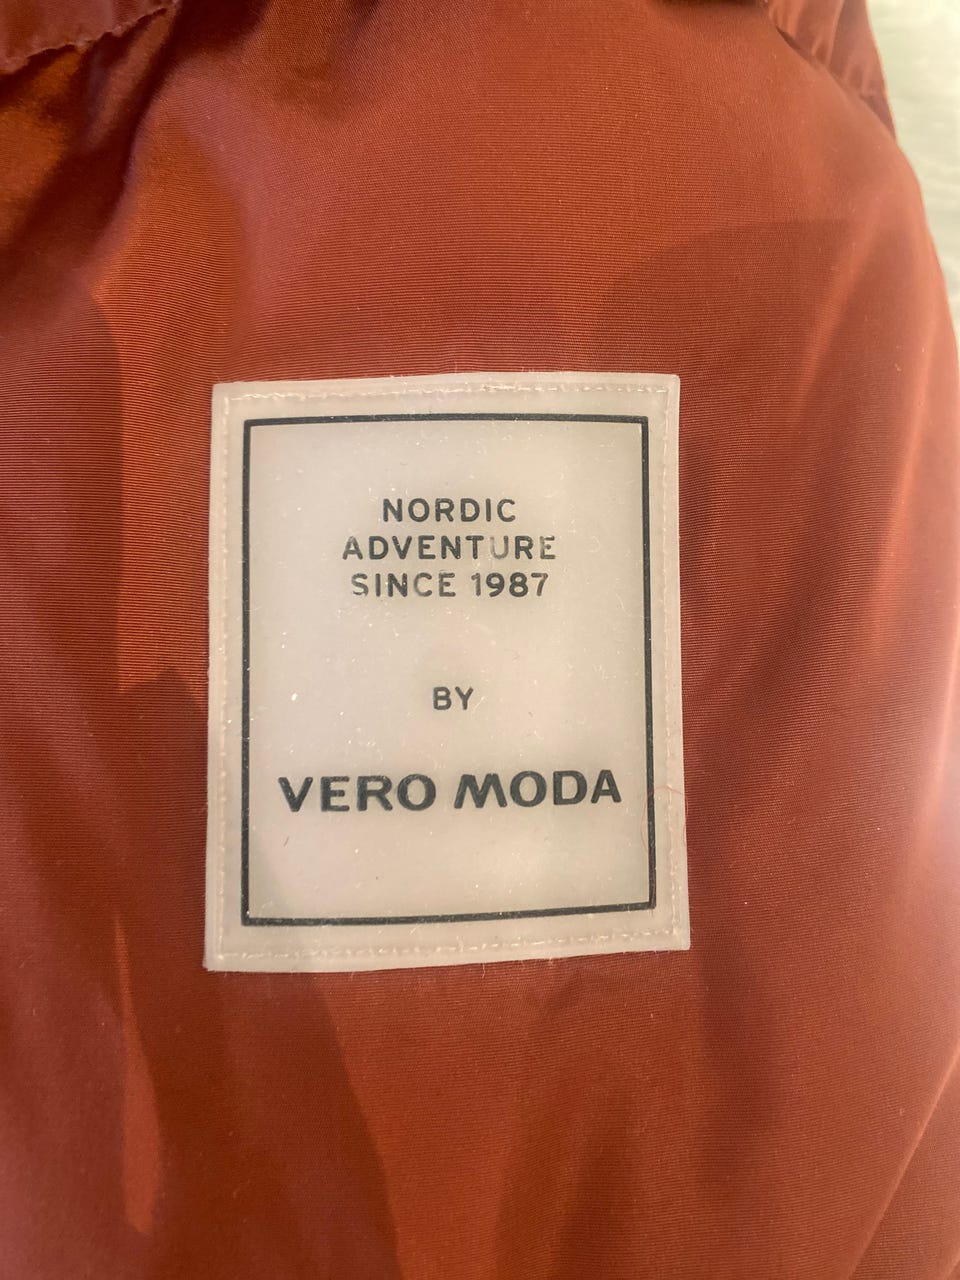 NORDIC
ADVENTURE
SINCE 1987
BY
VERO MODA